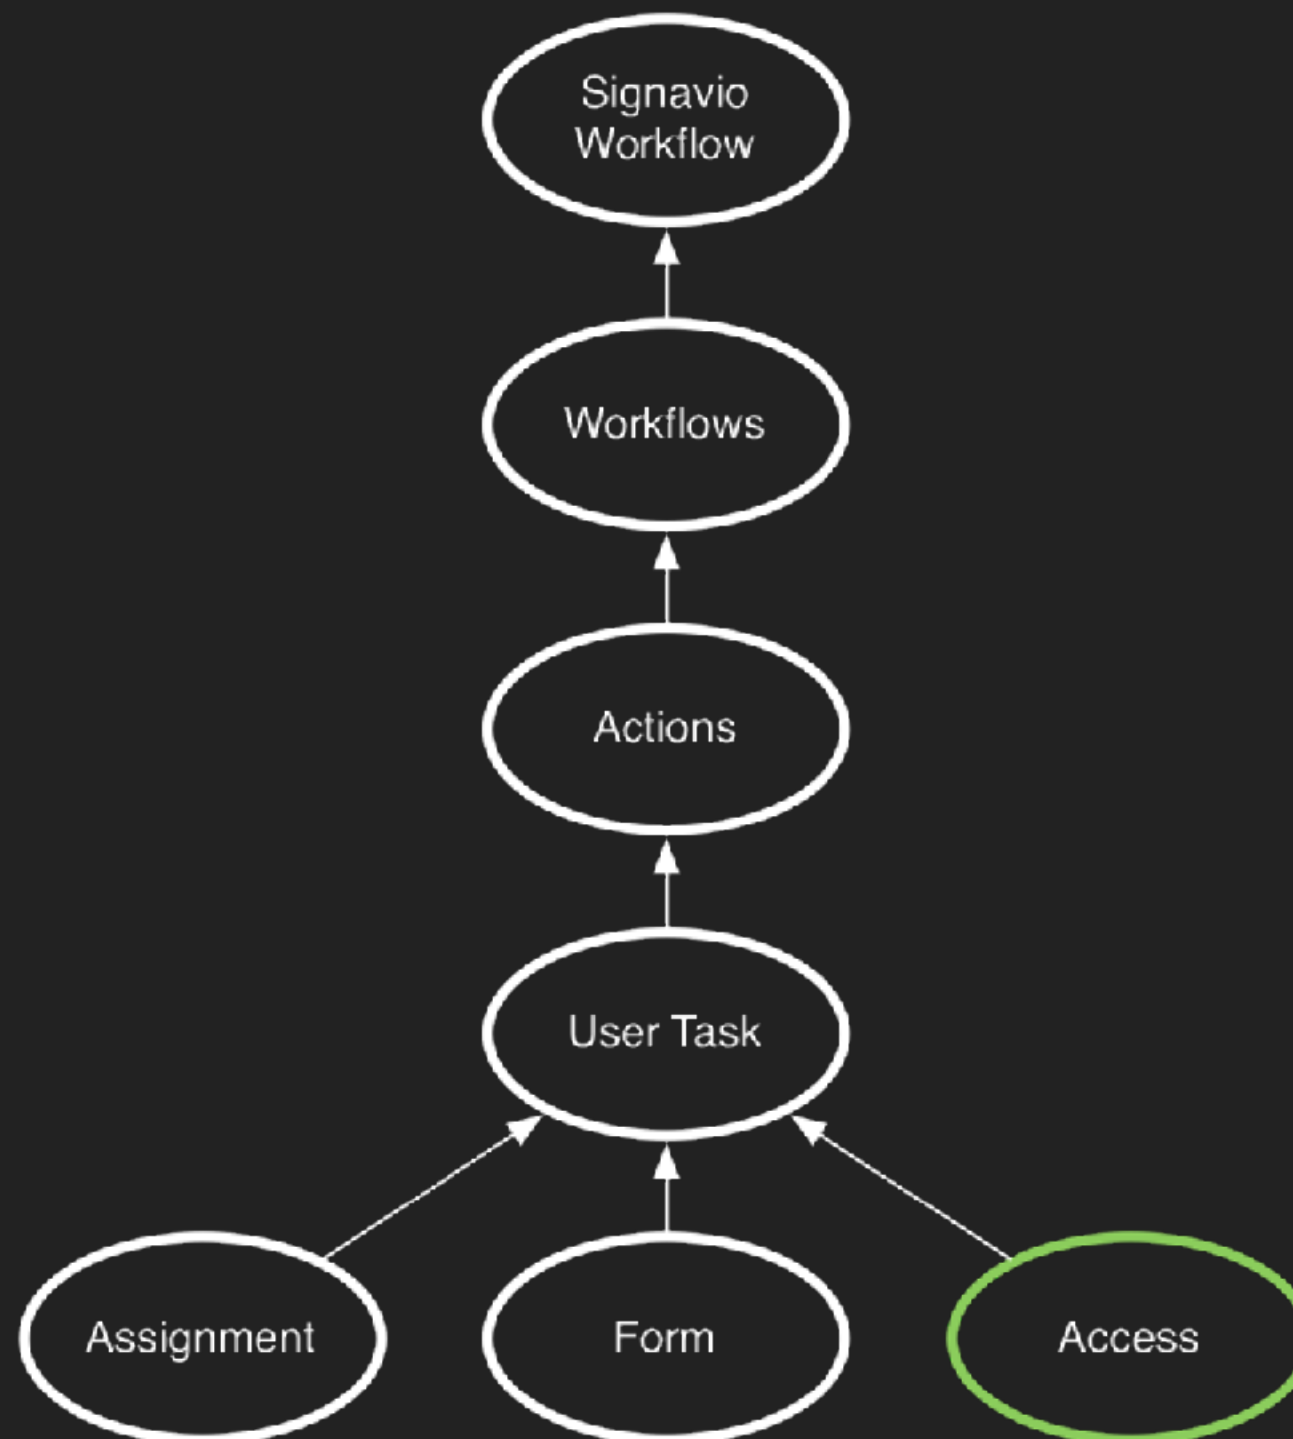 Signavio
Workflow
Workflows
Actions
User Task
Assignment
Form
Access